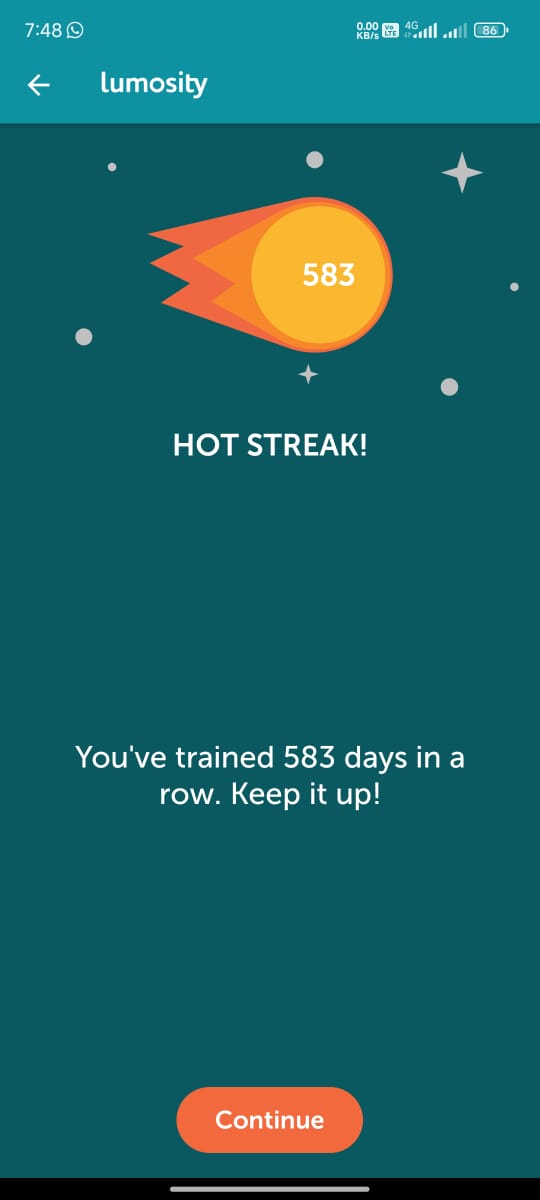 7:48
0.00 KB/s Vo LTE 4G 86
lumosity
583
HOT STREAK!
You've trained 583 days in a
row. Keep it up!
Continue